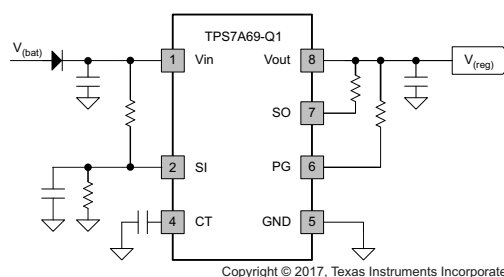 TPS7A69-Q1
V(bat)
1 Vin
Vout 8
V(reg)
SO 7
2 SI
PG 6
4 CT
GND 5
Copyright © 2017, Texas Instruments Incorporate